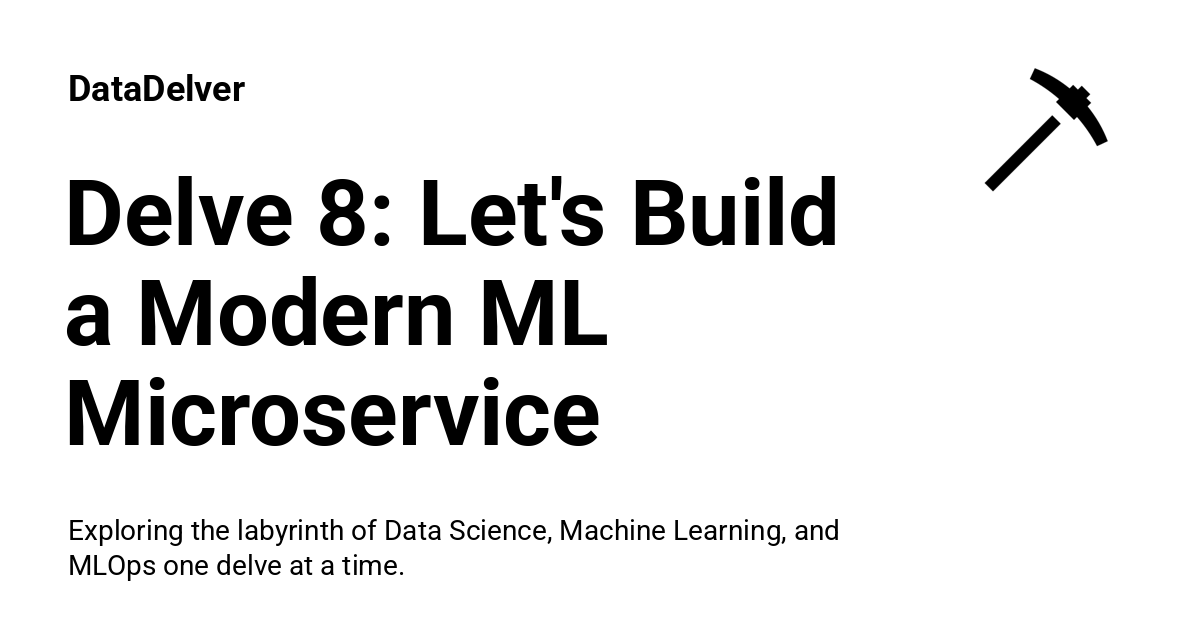 DataDelver
Delve 8: Let's Build
a Modern ML
Microservice
Exploring the labyrinth of Data Science, Machine Learning, and
MLOps one delve at a time.